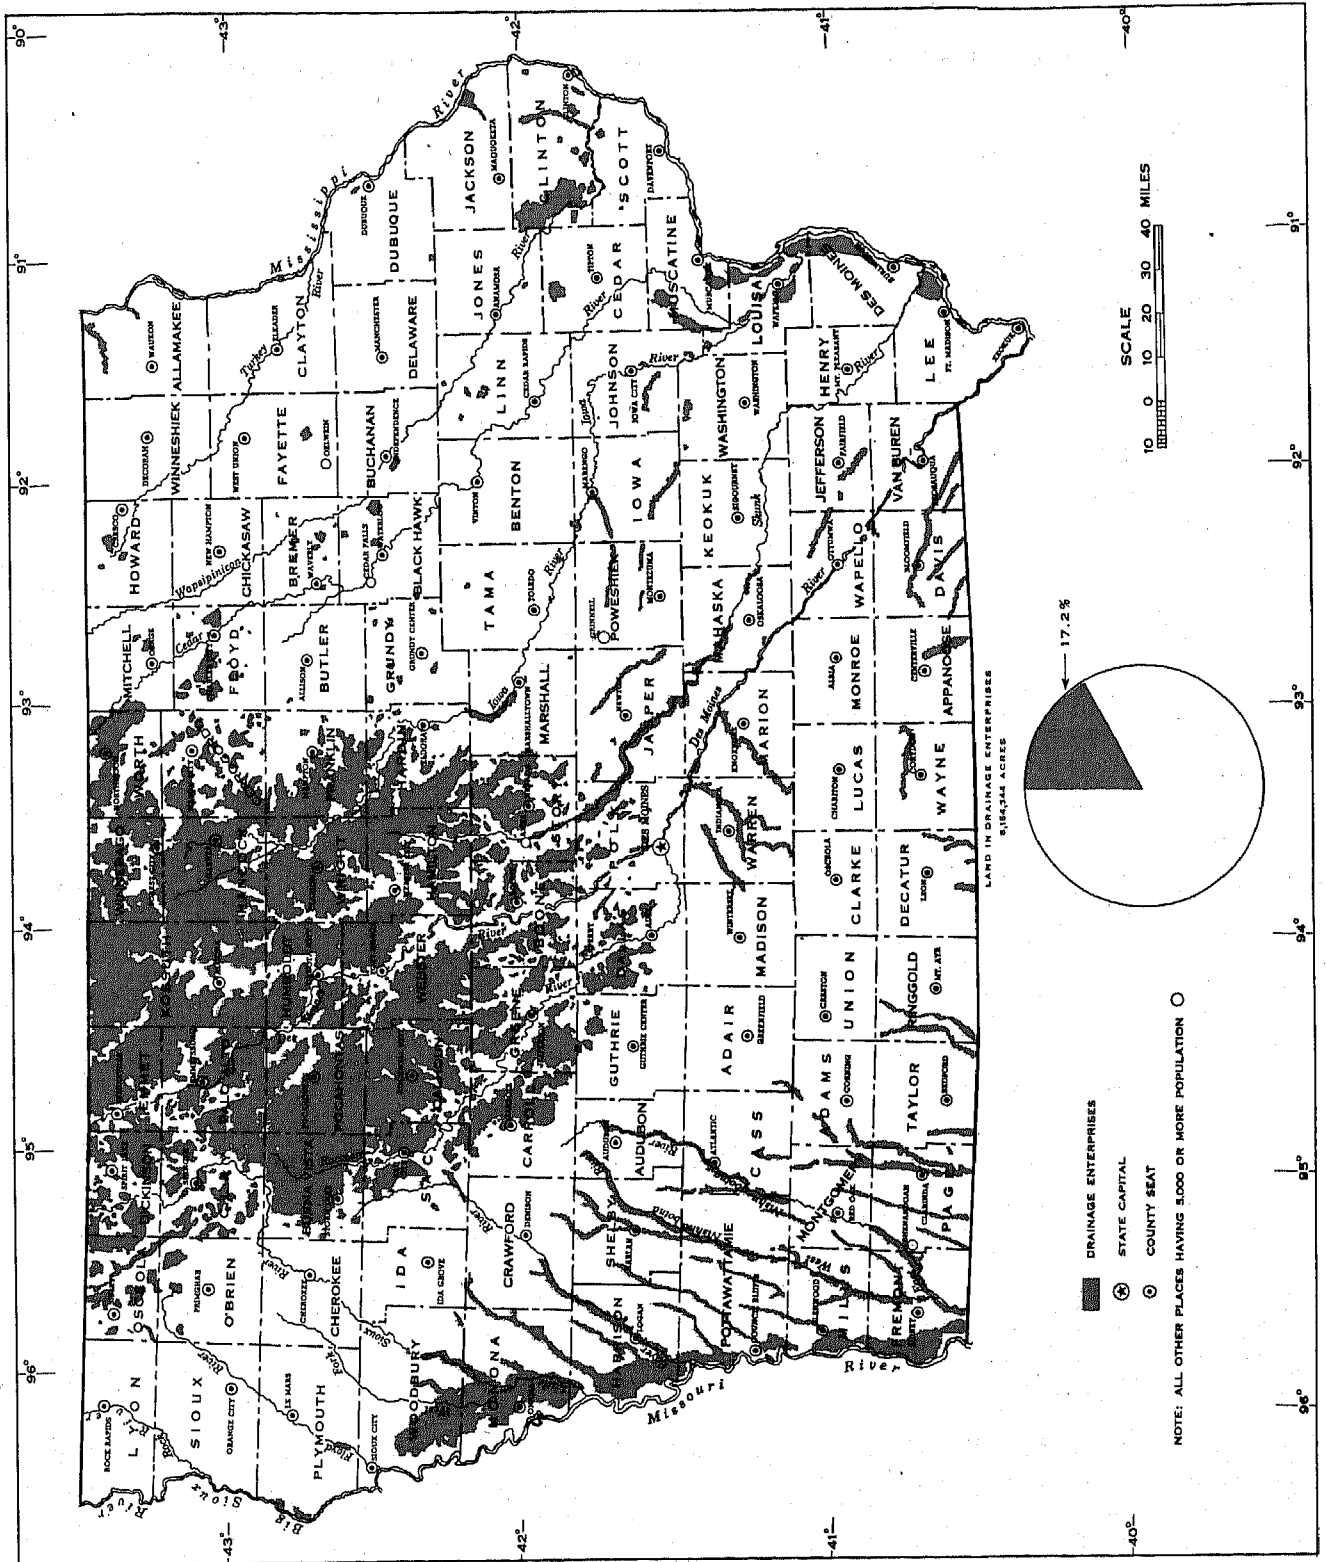 90°
91°
92°
93°
94°
95°
96°
43°
42°
41°
40°
Mississippi
River
Turkey
River
Wapsipinicon
Cedar
Iowa
River
Skunk
River
Des Moines
River
Missouri
River
Big
Sioux
River
Rock
Floyd
ALLAMAKEE
WAUKON
WINNESHIEK
DECORAH
HOWARD
CRESCO
MITCHELL
OSAGE
WORTH
CLAYTON
ELKADER
FAYETTE
WEST UNION
OELWEIN
CHICKASAW
NEW HAMPTON
FLOYD
BREMER
WAVERLY
BUTLER
ALLISON
DUBUQUE
DUBUQUE
DELAWARE
MANCHESTER
BUCHANAN
INDEPENDENCE
BLACK HAWK
CEDAR FALLS
WATERLOO
GRUNDY
GRUNDY CENTER
HARDIN
ELDORA
JACKSON
MAQUOKETA
JONES
ANAMOSA
LINN
CEDAR RAPIDS
BENTON
VINTON
TAMA
TOLEDO
MARSHALL
MARSHALLTOWN
STORY
BOONE
CLINTON
CLINTON
SCOTT
DAVENPORT
CEDAR
TIPTON
JOHNSON
IOWA CITY
IOWA
MARENGO
POWESHIEK
GRINNELL
MONTEZUMA
JASPER
NEWTON
POLK
DES MOINES
DALLAS
MUSCATINE
LOUISA
WAPELLO
WASHINGTON
WASHINGTON
KEOKUK
SIGOURNEY
MAHASKA
OSKALOOSA
MARION
KNOXVILLE
WARREN
INDIANOLA
MADISON
WINTERSET
ADAIR
GREENFIELD
GUTHRIE
GUTHRIE CENTER
DES MOINES
HENRY
MT. PLEASANT
JEFFERSON
FAIRFIELD
WAPELLO
OTTUMWA
MONROE
ALBIA
LUCAS
CHARITON
CLARKE
OSCEOLA
UNION
CRESTON
ADAMS
CORNING
LEE
FT. MADISON
KEOKUK
VAN BUREN
KEOSAUQUA
DAVIS
BLOOMFIELD
APPANOOSE
CENTERVILLE
WAYNE
CORYDON
DECATUR
LEON
RINGGOLD
MT. AYR
TAYLOR
BEDFORD
PAGE
CLARINDA
SHENANDOAH
MONTGOMERY
RED OAK
MILLS
GLENWOOD
FREMONT
CASS
ATLANTIC
POTTAWATTAMIE
COUNCIL BLUFFS
AUDUBON
AUDUBON
SHELBY
HARLAN
HARRISON
LOGAN
CARROLL
CRAWFORD
DENISON
MONONA
SAC
IDA
IDA GROVE
WOODBURY
SIOUX CITY
CHEROKEE
CHEROKEE
PLYMOUTH
LE MARS
O'BRIEN
PRIMGHAR
SIOUX
ORANGE CITY
LYON
ROCK RAPIDS
OSCEOLA
DICKINSON
EMMET
KOSSUTH
HUMBOLDT
POCAHONTAS
WEBSTER
CALHOUN
GREENE
WRIGHT
HAMILTON
FRANKLIN
SCALE
10 0 10 20 30 40 MILES
LAND IN DRAINAGE ENTERPRISES
17.2%
DRAINAGE ENTERPRISES
STATE CAPITAL
COUNTY SEAT
NOTE: ALL OTHER PLACES HAVING 5,000 OR MORE POPULATION